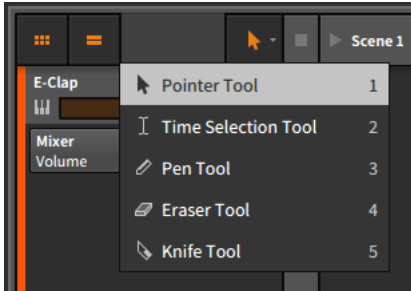 Scene 1
E-Clap
Mixer
Volume
Pointer Tool 1
Time Selection Tool 2
Pen Tool 3
Eraser Tool 4
Knife Tool 5